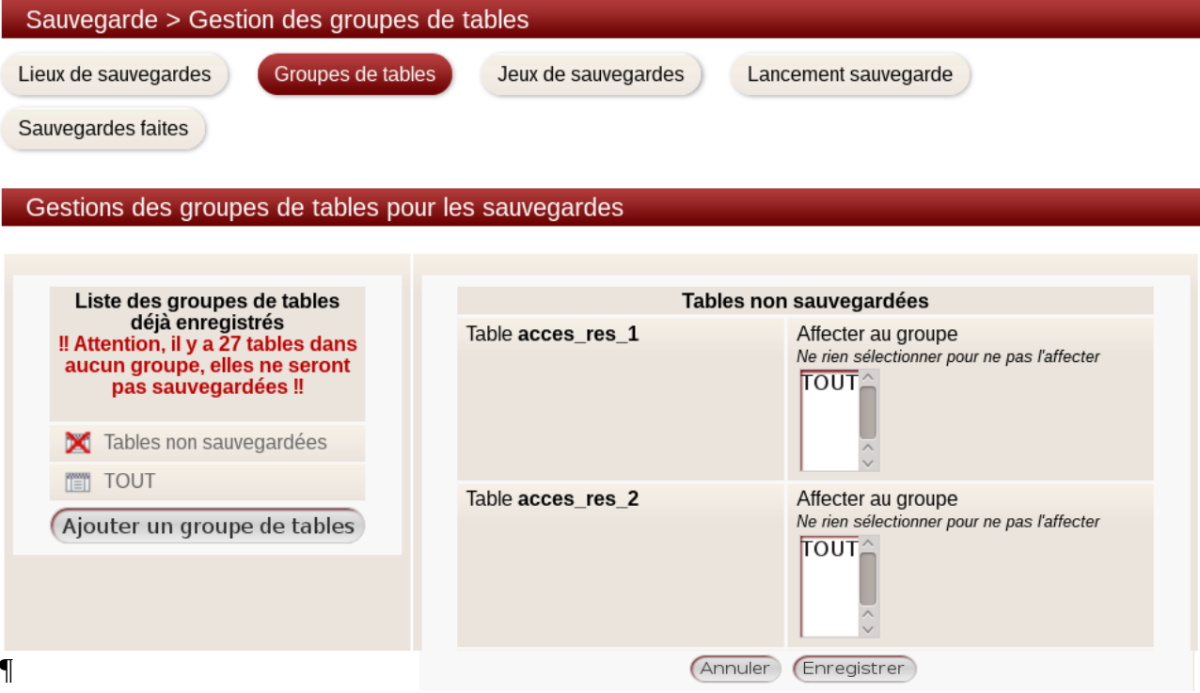 Sauvegarde > Gestion des groupes de tables
Lieux de sauvegardes
Groupes de tables
Jeux de sauvegardes
Lancement sauvegarde
Sauvegardes faites
Gestions des groupes de tables pour les sauvegardes
Liste des groupes de tables
déjà enregistrés
!! Attention, il y a 27 tables dans
aucun groupe, elles ne seront
pas sauvegardées !!
Tables non sauvegardées
TOUT
Ajouter un groupe de tables
Tables non sauvegardées
Table acces_res_1
Affecter au groupe
Ne rien sélectionner pour ne pas l'affecter
TOUT
Table acces_res_2
Affecter au groupe
Ne rien sélectionner pour ne pas l'affecter
TOUT
¶
Annuler
Enregistrer